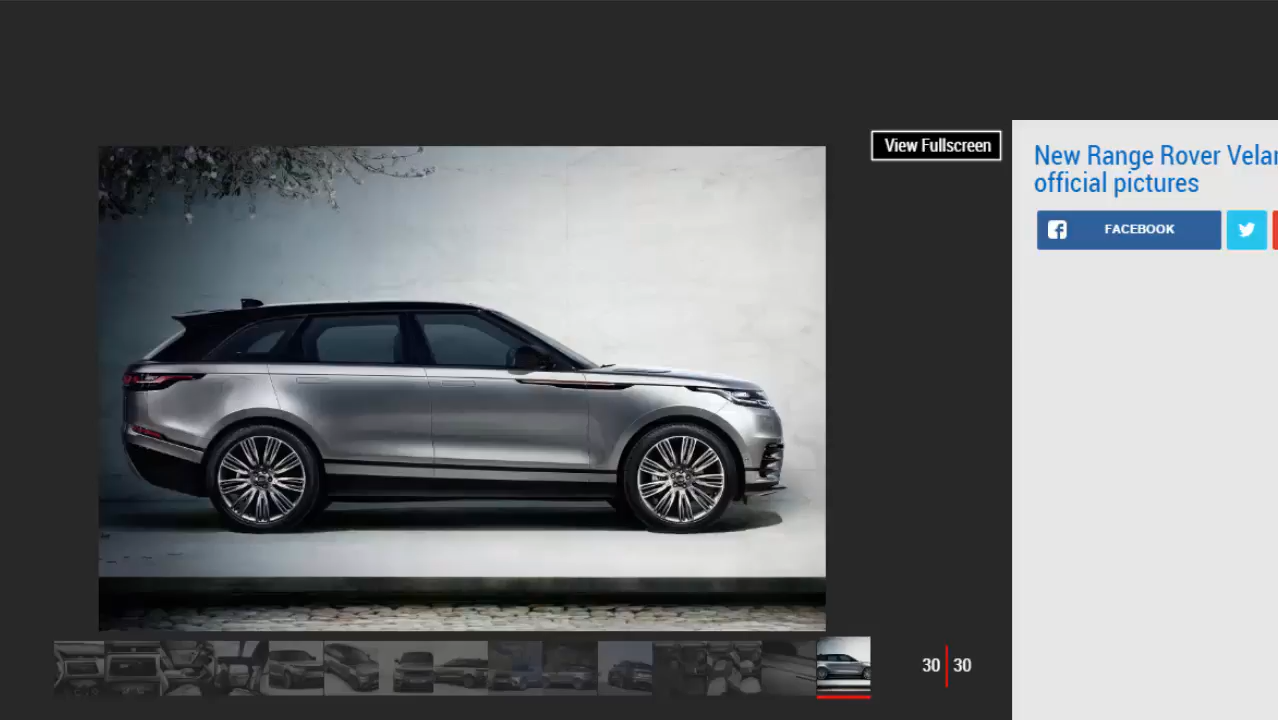 View Fullscreen
New Range Rover Velar
official pictures
FACEBOOK
30 30